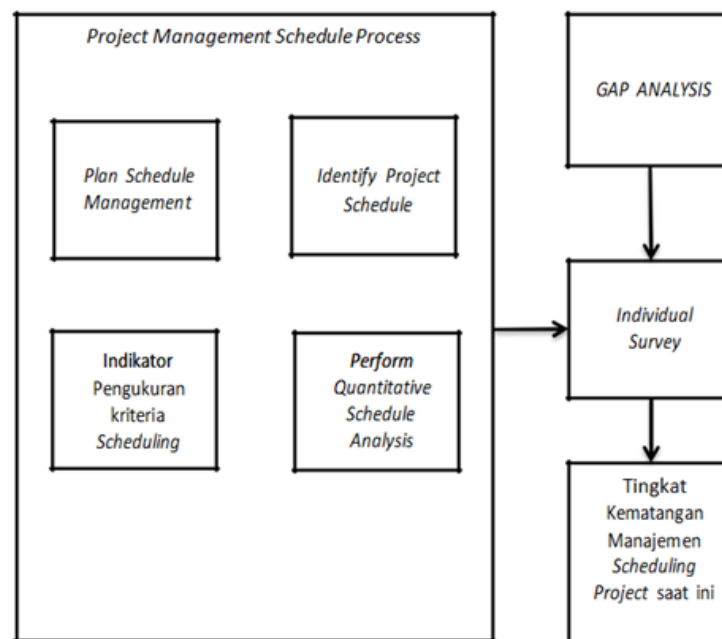 Project Management Schedule Process
Plan Schedule
Management
Identify Project
Schedule
Indikator
Pengukuran
kriteria
Scheduling
Perform
Quantitative
Schedule
Analysis
GAP ANALYSIS
Individual
Survey
Tingkat
Kematangan
Manajemen
Scheduling
Project saat ini